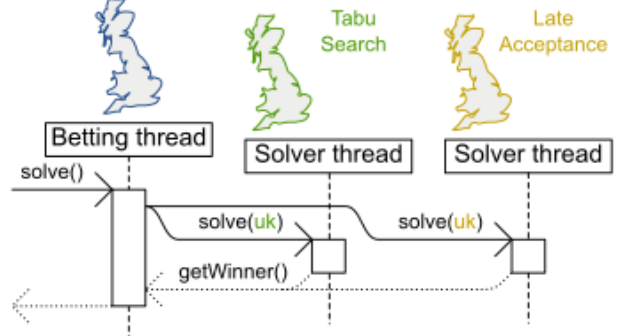 Tabu
Search
Late
Acceptance
Betting thread
Solver thread
Solver thread
solve()
solve(uk)
solve(uk)
getWinner()